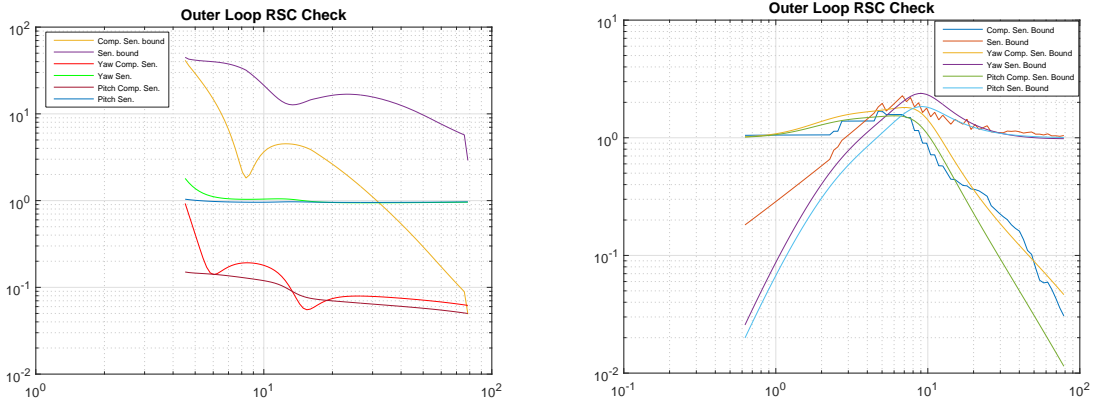 Outer Loop RSC Check
10^2
10^1
10^0
10^-1
10^-2
Comp. Sen. bound
Sen. bound
Yaw Comp. Sen.
Yaw Sen.
Pitch Comp. Sen.
Pitch Sen.
10^0
10^1
10^2
Outer Loop RSC Check
10^1
10^0
10^-1
10^-2
Comp. Sen. Bound
Sen. Bound
Yaw Comp. Sen. Bound
Yaw Sen. Bound
Pitch Comp. Sen. Bound
Pitch Sen. Bound
10^-1
10^0
10^1
10^2